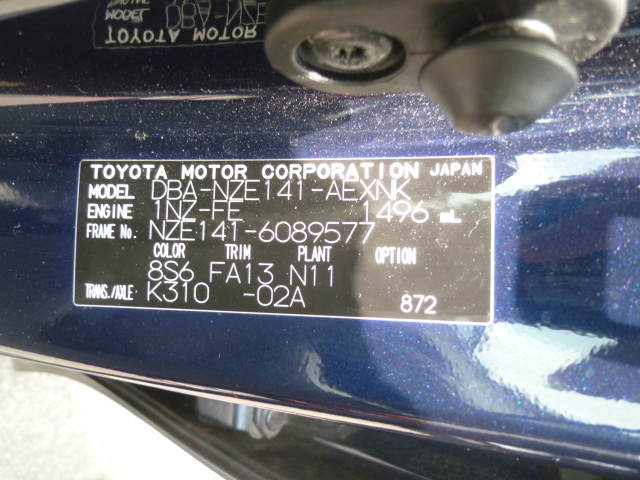 TOYOTA MOTOR CORPORATION JAPAN
MODEL DBA-NZE141-AEXNK
ENGINE 1NZ-FE 1496 mL
FRAME No. NZE141-6089577
COLOR TRIM PLANT OPTION
8S6 FA13 N11
TRANS./AXLE K310 -02A 872